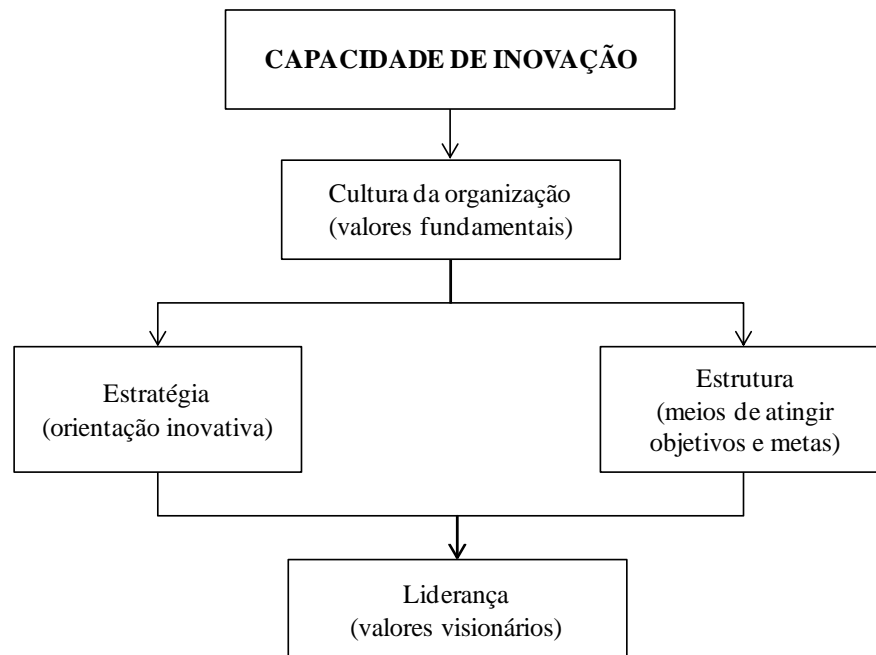 CAPACIDADE DE INOVAÇÃO
Cultura da organização
(valores fundamentais)
Estratégia
(orientação inovativa)
Estrutura
(meios de atingir
objetivos e metas)
Liderança
(valores visionários)